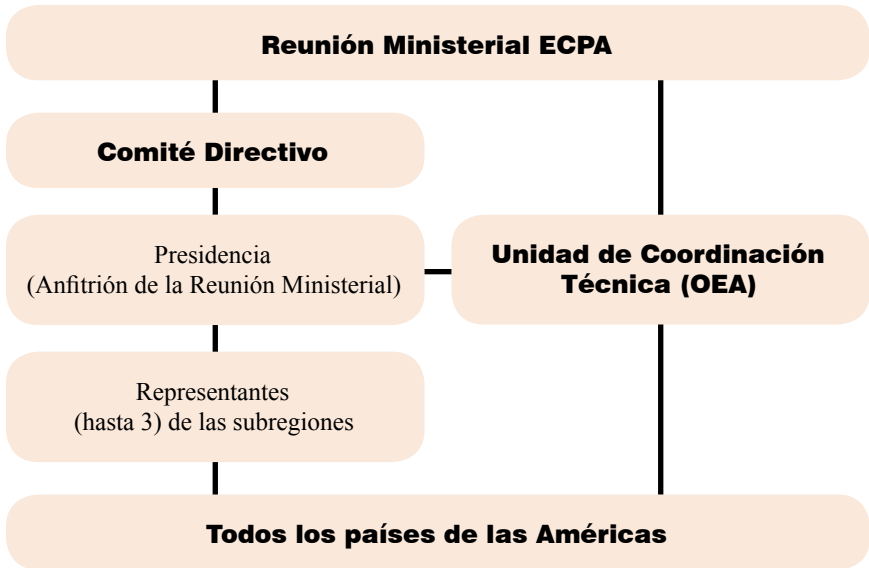 Reunión Ministerial ECPA
Comité Directivo
Presidencia
(Anfitrión de la Reunión Ministerial)
Unidad de Coordinación
Técnica (OEA)
Representantes
(hasta 3) de las subregiones
Todos los países de las Américas